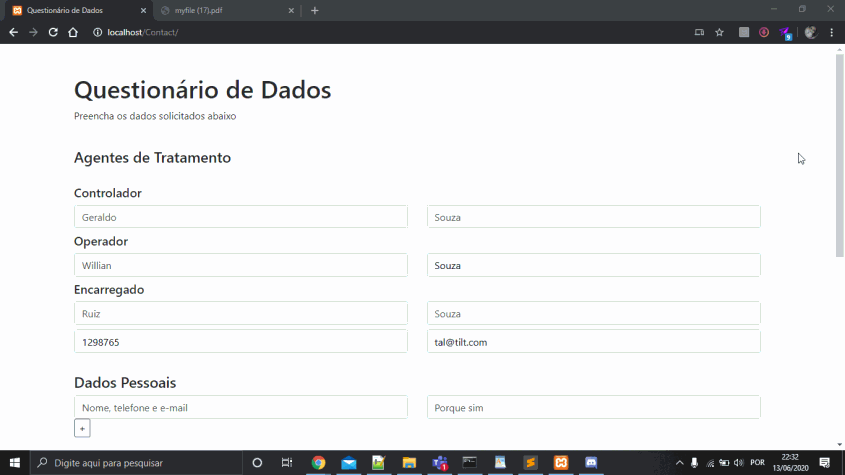 Questionário de Dados
myfile (17).pdf
localhost/Contact/
9
Questionário de Dados
Preencha os dados solicitados abaixo
Agentes de Tratamento
Controlador
Geraldo Souza
Operador
Willian Souza
Encarregado
Ruiz Souza
1298765 tal@tilt.com
Dados Pessoais
Nome, telefone e e-mail Porque sim
+
Digite aqui para pesquisar
1
POR
22:32
13/06/2020